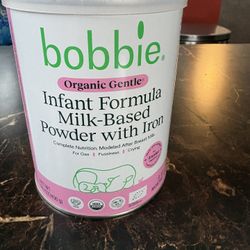 bobbie.
Organic Gentle
Infant Formula
Milk-Based
Powder with Iron
Complete Nutrition Modeled After Breast Milk
For Gas | Fussiness | Crying